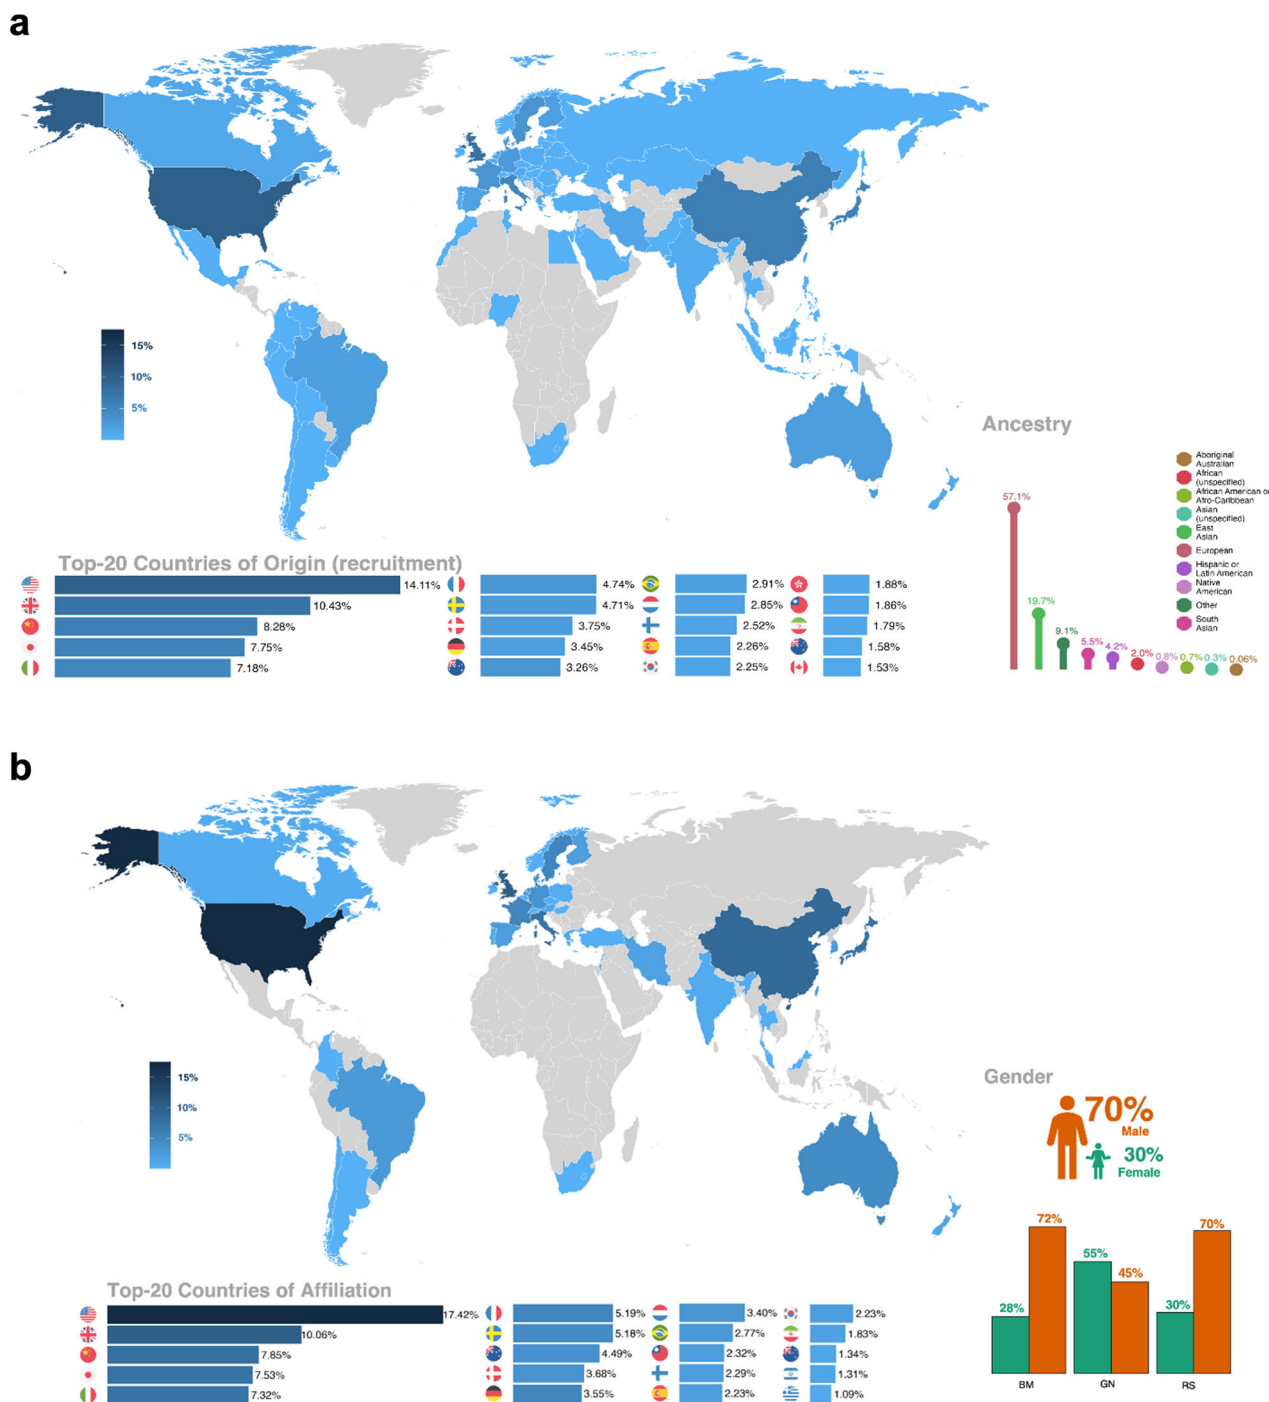 a
15%
10%
5%
Ancestry
57.1%
19.7%
9.1%
5.5%
4.2%
2.0%
0.8%
0.7%
0.3%
0.06%
Aboriginal
Australian
African
(unspecified)
African American or
Afro-Caribbean
Asian
(unspecified)
East
Asian
European
Hispanic or
Latin American
Native
American
Other
South
Asian
Top-20 Countries of Origin (recruitment)
14.11%
10.43%
8.28%
7.75%
7.18%
4.74%
4.71%
3.75%
3.45%
3.26%
2.91%
2.85%
2.52%
2.26%
2.25%
1.88%
1.86%
1.79%
1.58%
1.53%
b
15%
10%
5%
Gender
70%
Male
30%
Female
72%
28%
55%
45%
30%
70%
BM
GN
RS
Top-20 Countries of Affiliation
17.42%
10.06%
7.85%
7.53%
7.32%
5.19%
5.18%
4.49%
3.68%
3.55%
3.40%
2.77%
2.32%
2.29%
2.23%
2.23%
1.83%
1.34%
1.31%
1.09%